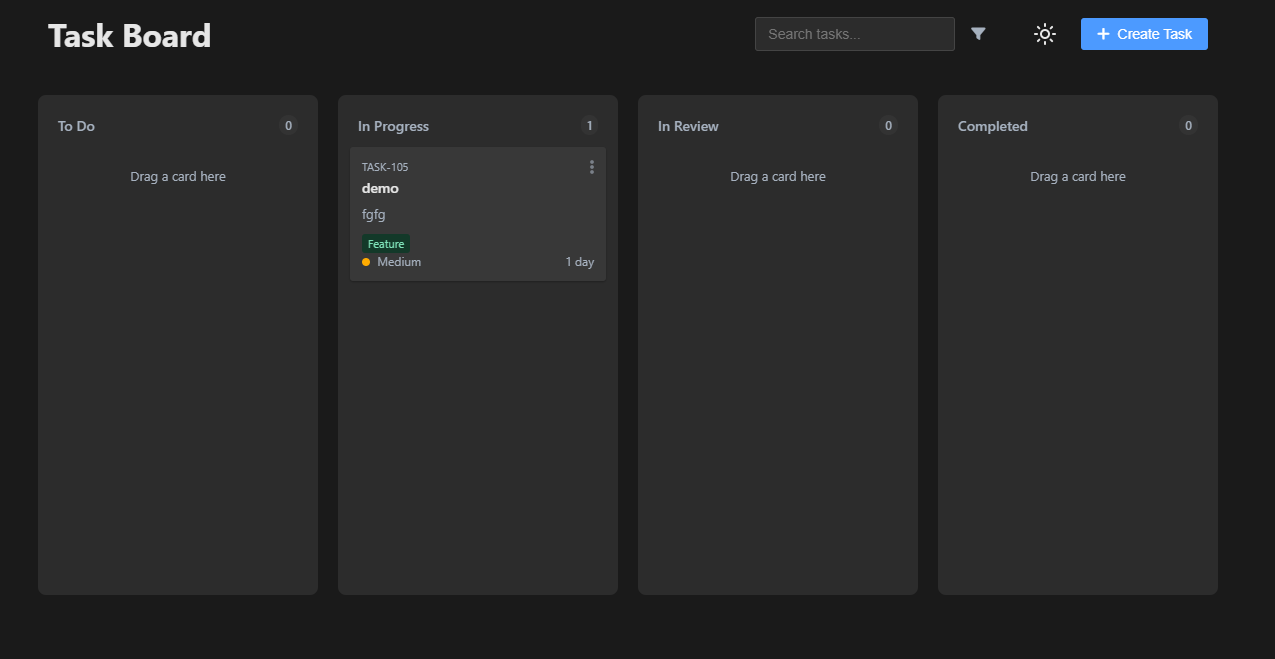 Task Board
Search tasks...
Create Task
To Do 0
Drag a card here
In Progress 1
TASK-105
demo
fgfg
Feature
Medium 1 day
In Review 0
Drag a card here
Completed 0
Drag a card here